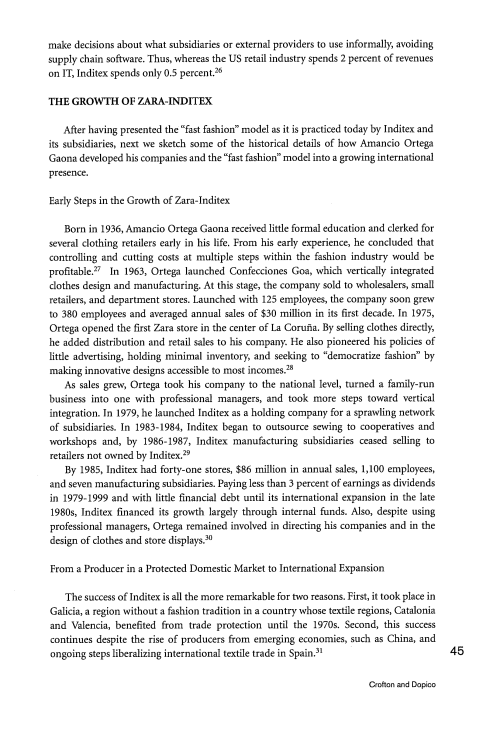 make decisions about what subsidiaries or external providers to use informally, avoiding
supply chain software. Thus, whereas the US retail industry spends 2 percent of revenues
on IT, Inditex spends only 0.5 percent.26
THE GROWTH OF ZARA-INDITEX
After having presented the “fast fashion” model as it is practiced today by Inditex and
its subsidiaries, next we sketch some of the historical details of how Amancio Ortega
Gaona developed his companies and the “fast fashion” model into a growing international
presence.
Early Steps in the Growth of Zara-Inditex
Born in 1936, Amancio Ortega Gaona received little formal education and clerked for
several clothing retailers early in his life. From his early experience, he concluded that
controlling and cutting costs at multiple steps within the fashion industry would be
profitable.27 In 1963, Ortega launched Confecciones Goa, which vertically integrated
clothes design and manufacturing. At this stage, the company sold to wholesalers, small
retailers, and department stores. Launched with 125 employees, the company soon grew
to 380 employees and averaged annual sales of $30 million in its first decade. In 1975,
Ortega opened the first Zara store in the center of La Coruña. By selling clothes directly,
he added distribution and retail sales to his company. He also pioneered his policies of
little advertising, holding minimal inventory, and seeking to “democratize fashion” by
making innovative designs accessible to most incomes.28
As sales grew, Ortega took his company to the national level, turned a family-run
business into one with professional managers, and took more steps toward vertical
integration. In 1979, he launched Inditex as a holding company for a sprawling network
of subsidiaries. In 1983-1984, Inditex began to outsource sewing to cooperatives and
workshops and, by 1986-1987, Inditex manufacturing subsidiaries ceased selling to
retailers not owned by Inditex.29
By 1985, Inditex had forty-one stores, $86 million in annual sales, 1,100 employees,
and seven manufacturing subsidiaries. Paying less than 3 percent of earnings as dividends
in 1979-1999 and with little financial debt until its international expansion in the late
1980s, Inditex financed its growth largely through internal funds. Also, despite using
professional managers, Ortega remained involved in directing his companies and in the
design of clothes and store displays.30
From a Producer in a Protected Domestic Market to International Expansion
The success of Inditex is all the more remarkable for two reasons. First, it took place in
Galicia, a region without a fashion tradition in a country whose textile regions, Catalonia
and Valencia, benefited from trade protection until the 1970s. Second, this success
continues despite the rise of producers from emerging economies, such as China, and
ongoing steps liberalizing international textile trade in Spain.31
45
Crofton and Dopico